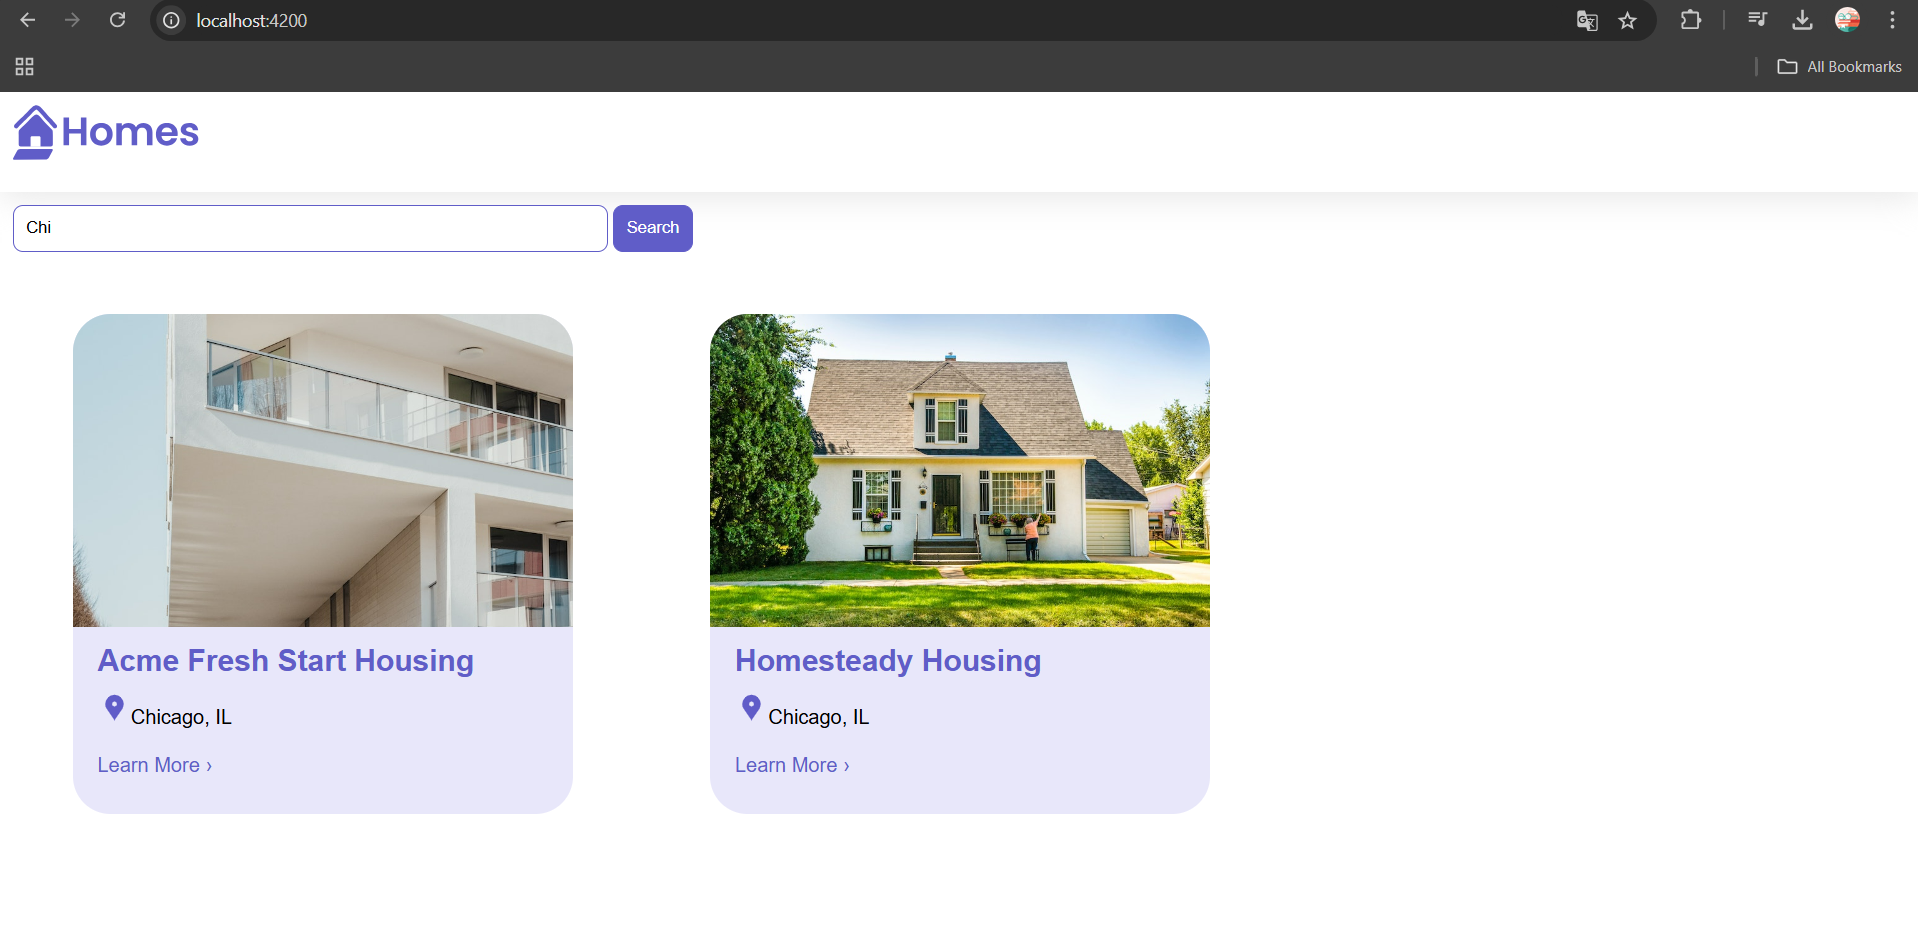 localhost:4200
All Bookmarks
Homes
Chi
Search
Acme Fresh Start Housing
Chicago, IL
Learn More ›
Homesteady Housing
Chicago, IL
Learn More ›